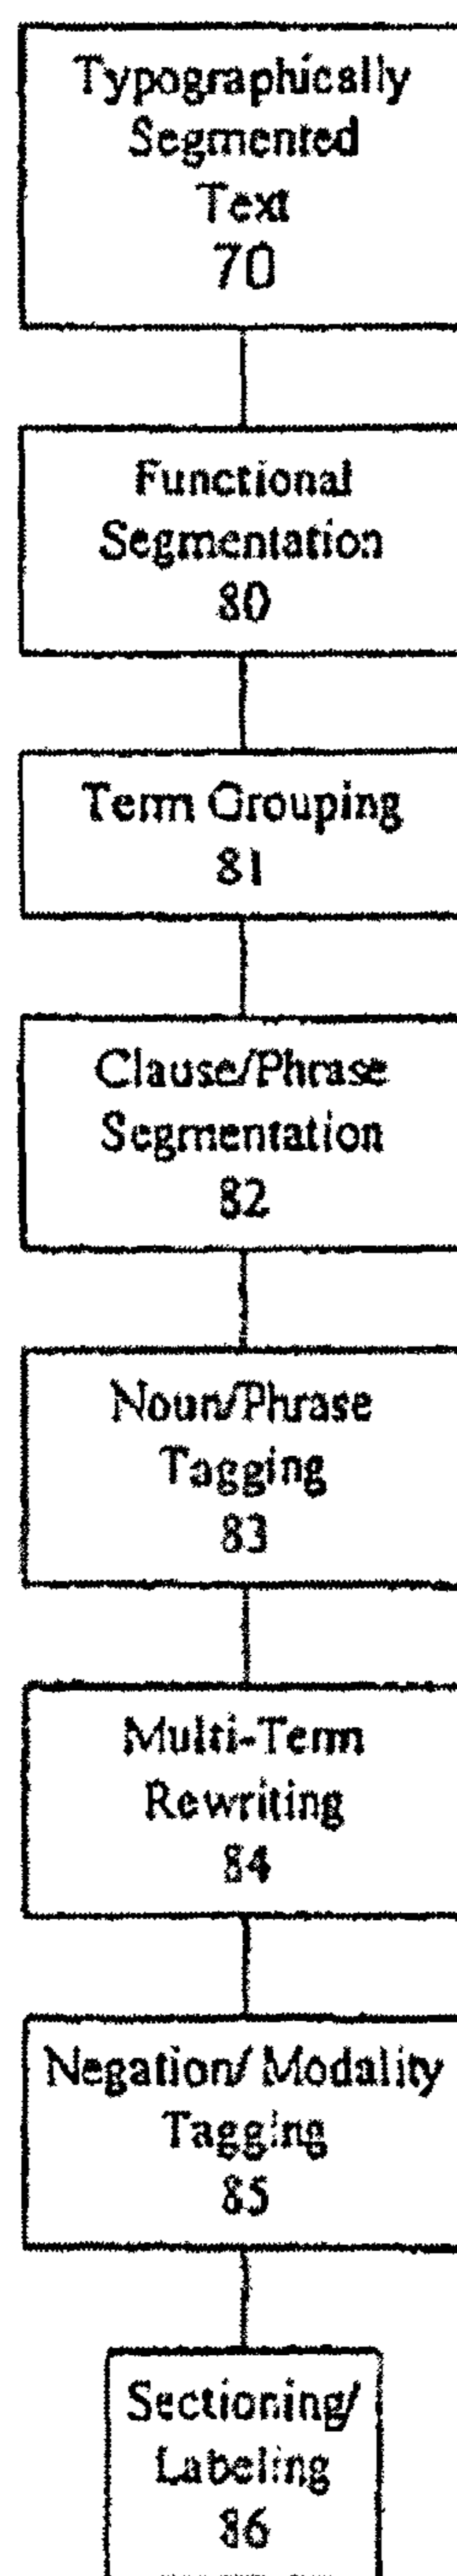 Typographically
Segmented
Text
70
Functional
Segmentation
80
Term Grouping
81
Clause/Phrase
Segmentation
82
Noun/Phrase
Tagging
83
Multi-Term
Rewriting
84
Negation/ Modality
Tagging
85
Sectioning/
Labeling
86